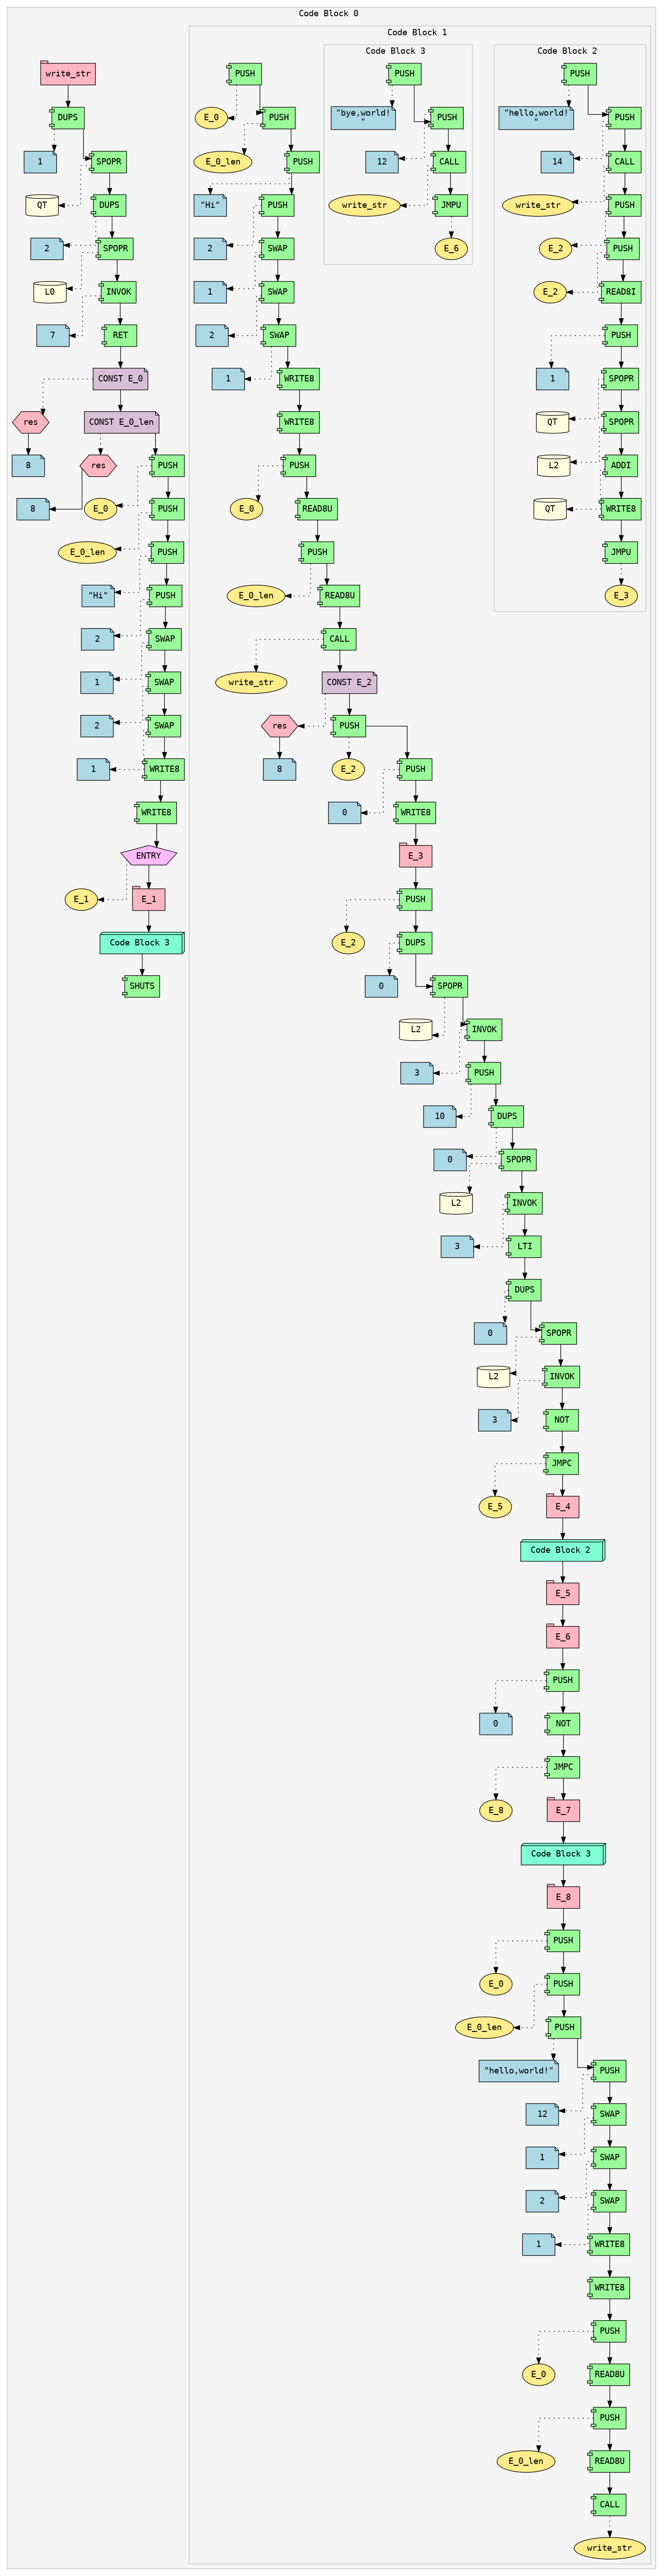 Code Block 0
write_str
DUPS
1
SPOPR
QT
DUPS
2
SPOPR
L0
INVOK
7
RET
CONST E_0
res
CONST E_0_len
8
res
PUSH
8
E_0
PUSH
E_0_len
PUSH
"Hi"
PUSH
2
SWAP
1
SWAP
2
SWAP
1
WRITE8
WRITE8
ENTRY
E_1
E_1
Code Block 3
SHUTS
Code Block 1
PUSH
E_0
PUSH
E_0_len
PUSH
"Hi"
PUSH
2
SWAP
1
SWAP
2
SWAP
1
WRITE8
WRITE8
PUSH
E_0
READ8U
PUSH
E_0_len
READ8U
CALL
write_str
CONST E_2
res
PUSH
8
E_2
PUSH
0
WRITE8
E_3
PUSH
E_2
DUPS
0
SPOPR
L2
INVOK
3
PUSH
10
DUPS
0
SPOPR
L2
INVOK
3
LTI
DUPS
0
SPOPR
L2
INVOK
3
NOT
JMPC
E_5
E_4
Code Block 2
E_5
E_6
PUSH
0
NOT
JMPC
E_8
E_7
Code Block 3
E_8
PUSH
E_0
PUSH
E_0_len
PUSH
"hello,world!"
PUSH
12
SWAP
1
SWAP
2
SWAP
1
WRITE8
WRITE8
PUSH
E_0
READ8U
PUSH
E_0_len
READ8U
CALL
write_str
Code Block 3
PUSH
"bye,world!
"
PUSH
12
CALL
write_str
JMPU
E_6
Code Block 2
PUSH
"hello,world!
"
PUSH
14
CALL
write_str
PUSH
E_2
PUSH
E_2
READ8I
PUSH
1
SPOPR
QT
SPOPR
L2
ADDI
QT
WRITE8
JMPU
E_3